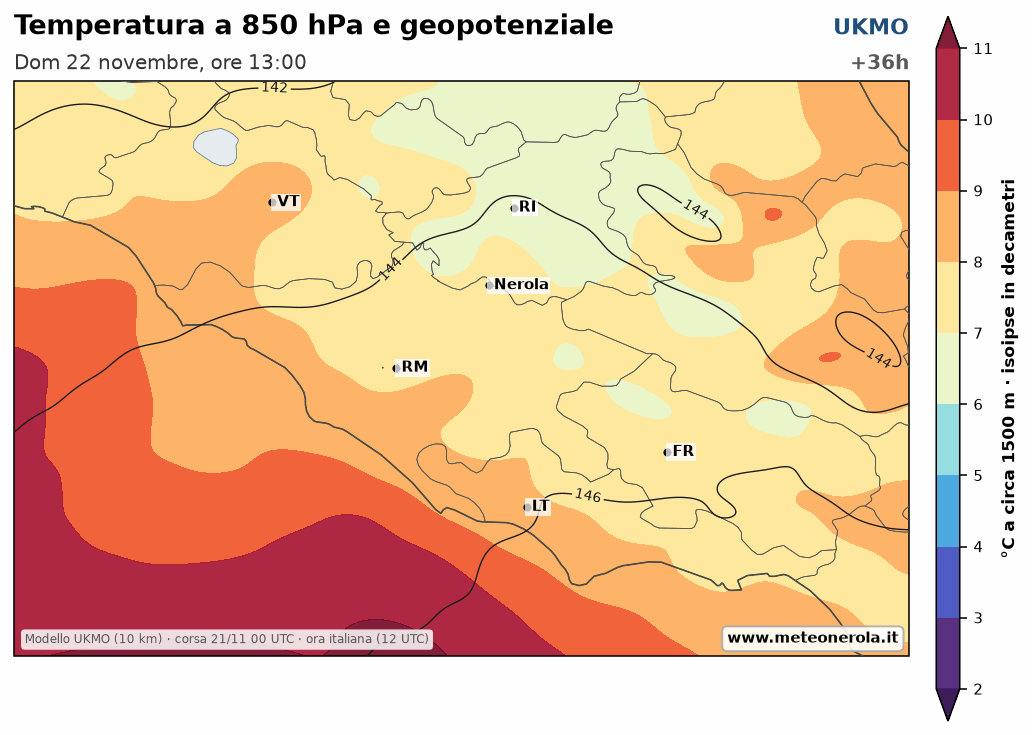 Temperatura a 850 hPa e geopotenziale
UKMO
Dom 22 novembre, ore 13:00
+36h
142
VT
RI
144
144
Nerola
144
RM
FR
146
LT
Modello UKMO (10 km) · corsa 21/11 00 UTC · ora italiana (12 UTC)
www.meteonerola.it
11
10
9
8
7
6
5
4
3
2
°C a circa 1500 m · isoipse in decametri